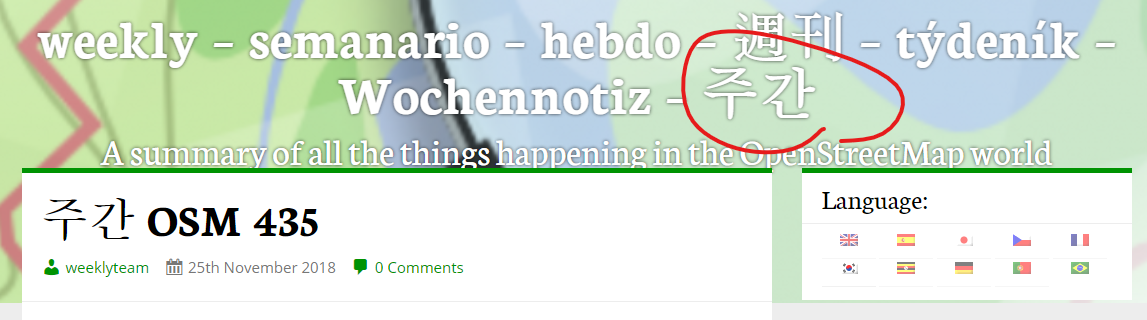 weekly – semanario – hebdo – 週刊 – týdeník –
Wochennotiz – 주간
A summary of all the things happening in the OpenStreetMap world
주간 OSM 435
weeklyteam 25th November 2018 0 Comments
Language: